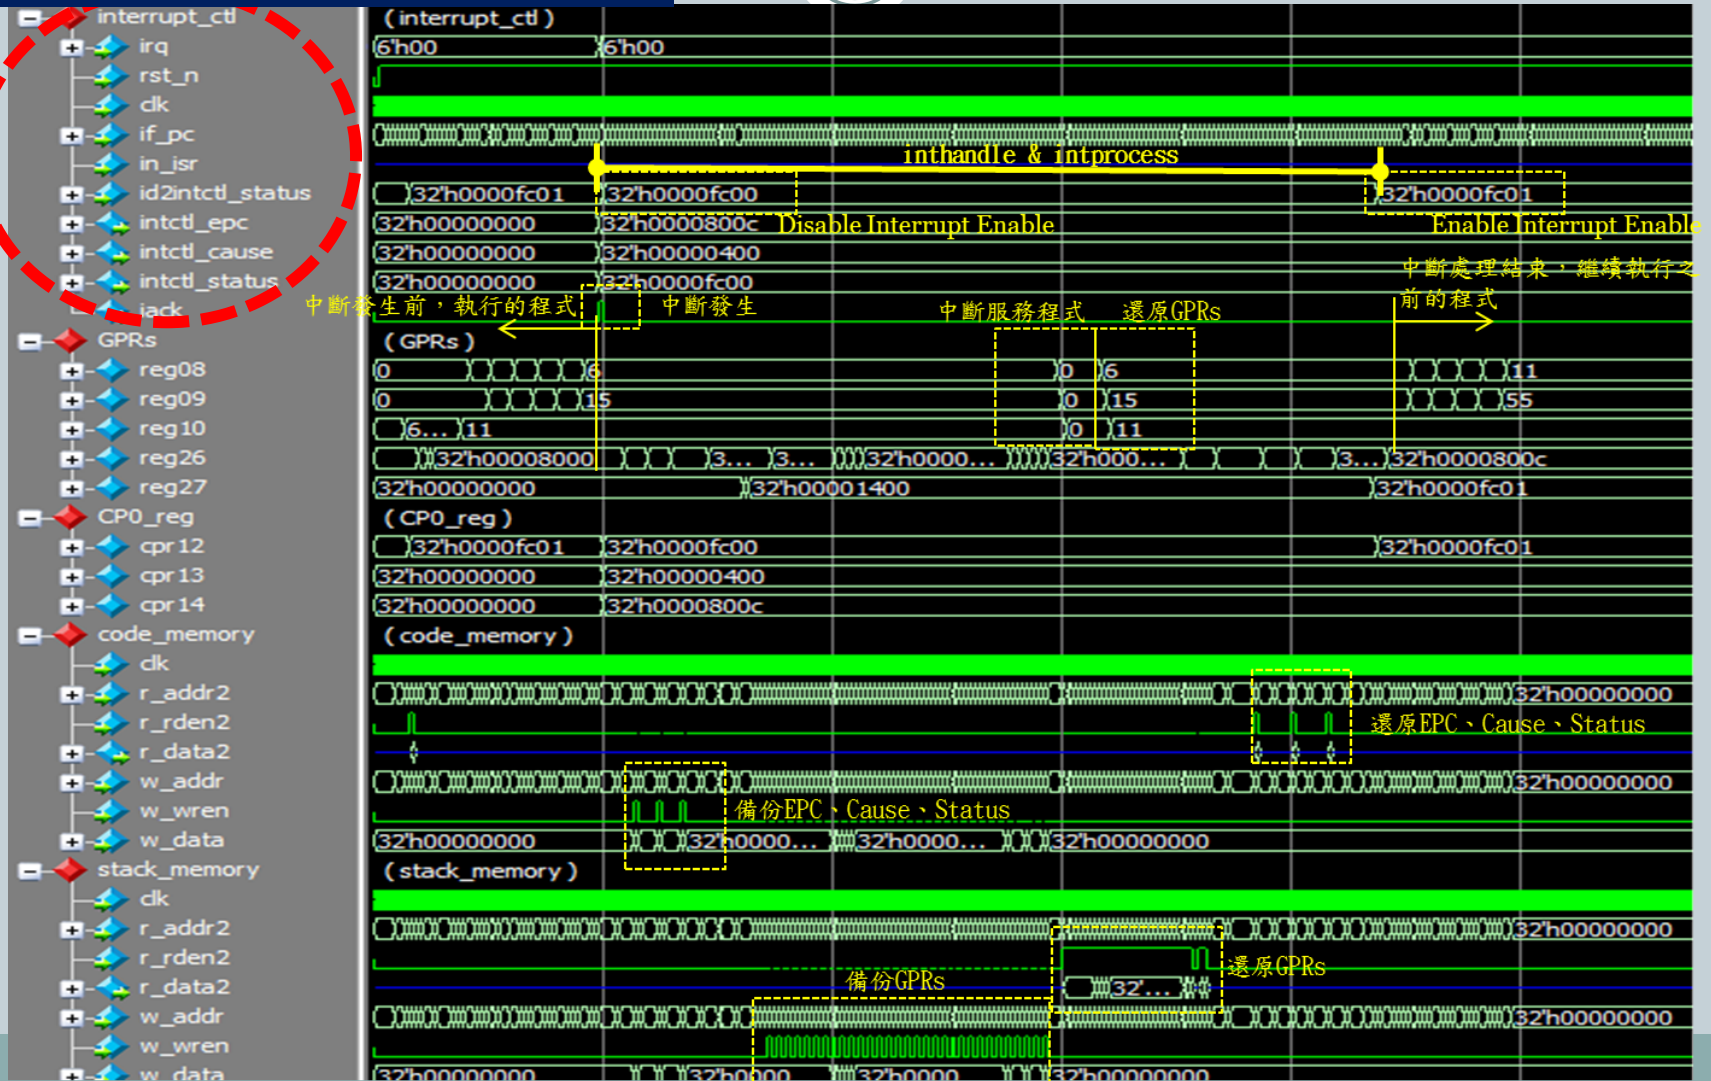 interrupt_ctl (interrupt_ctl)
irq 6'h00 6'h00
rst_n
clk
if_pc
inthandle & intprocess
in_isr
id2intctl_status 32'h0000fc01 32'h0000fc00 32'h0000fc01
intctl_epc 32'h00000000 32'h0000800c Disable Interrupt Enable Enable Interrupt Enable
intctl_cause 32'h00000000 32'h00000400
中斷處理結束，繼續執行之
intctl_status 32'h00000000 32'h0000fc00
前的程式
iack 中斷發生前，執行的程式 中斷發生 中斷服務程式 還原GPRs
GPRs (GPRs)
reg08 0 6 0 6 11
reg09 0 15 0 15 55
reg10 6... 11 0 11
reg26 32'h00008000 3... 3... 32'h0000... 32'h000... 3... 32'h0000800c
reg27 32'h00000000 32'h00001400 32'h0000fc01
CP0_reg (CP0_reg)
cpr12 32'h0000fc01 32'h0000fc00 32'h0000fc01
cpr13 32'h00000000 32'h00000400
cpr14 32'h00000000 32'h0000800c
code_memory (code_memory)
clk
r_addr2 32'h00000000
r_rden2 還原EPC、Cause、Status
r_data2
w_addr 32'h00000000
w_wren 備份EPC、Cause、Status
w_data 32'h00000000 32'h0000... 32'h0000... 32'h00000000
stack_memory (stack_memory)
clk
r_addr2 32'h00000000
r_rden2 還原GPRs
r_data2 備份GPRs 32'...
w_addr 32'h00000000
w_wren
w_data 32'h00000000 32'h0000 32'h0000 32'h00000000